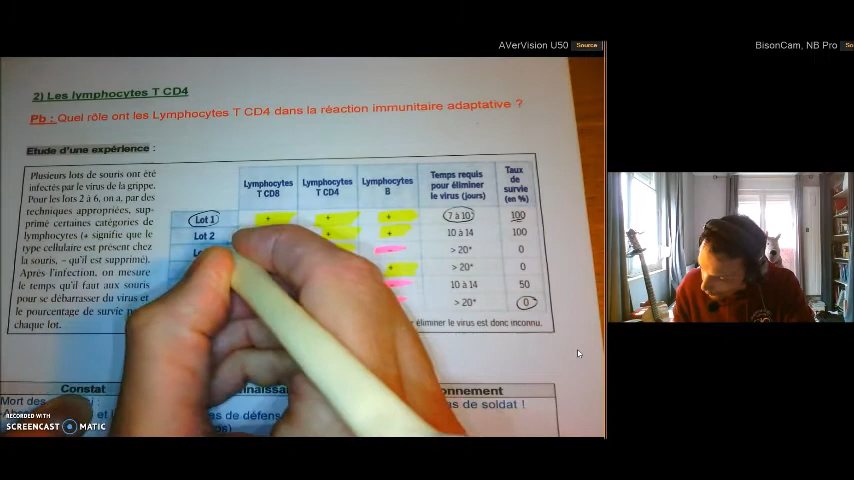 AVerVision U50 Source
BisonCam, NB Pro
2) Les lymphocytes T CD4
Pb : Quel rôle ont les Lymphocytes T CD4 dans la réaction immunitaire adaptative ?
Etude d'une expérience :
Plusieurs lots de souris ont été
infectés par le virus de la grippe.
Pour les lots 2 à 6, on a, par des
techniques appropriées, sup-
primé certaines catégories de
lymphocytes (+ signifie que le
type cellulaire est présent chez
la souris, – qu'il est supprimé).
Après l'infection, on mesure
le temps qu'il faut aux souris
pour se débarrasser du virus et
le pourcentage de survie pour
chaque lot.
Lymphocytes T CD8 Lymphocytes T CD4 Lymphocytes B Temps requis pour éliminer le virus (jours) Taux de survie (en %)
Lot 1 + + + 7 à 10 100
Lot 2 + + 10 à 14 100
> 20* 0
+ > 20* 0
10 à 14 50
> 20* 0
éliminer le virus est donc inconnu.
Constat
Mort des
et
as de défens
onnement
as de soldat !
RECORDED WITH
SCREENCAST MATIC